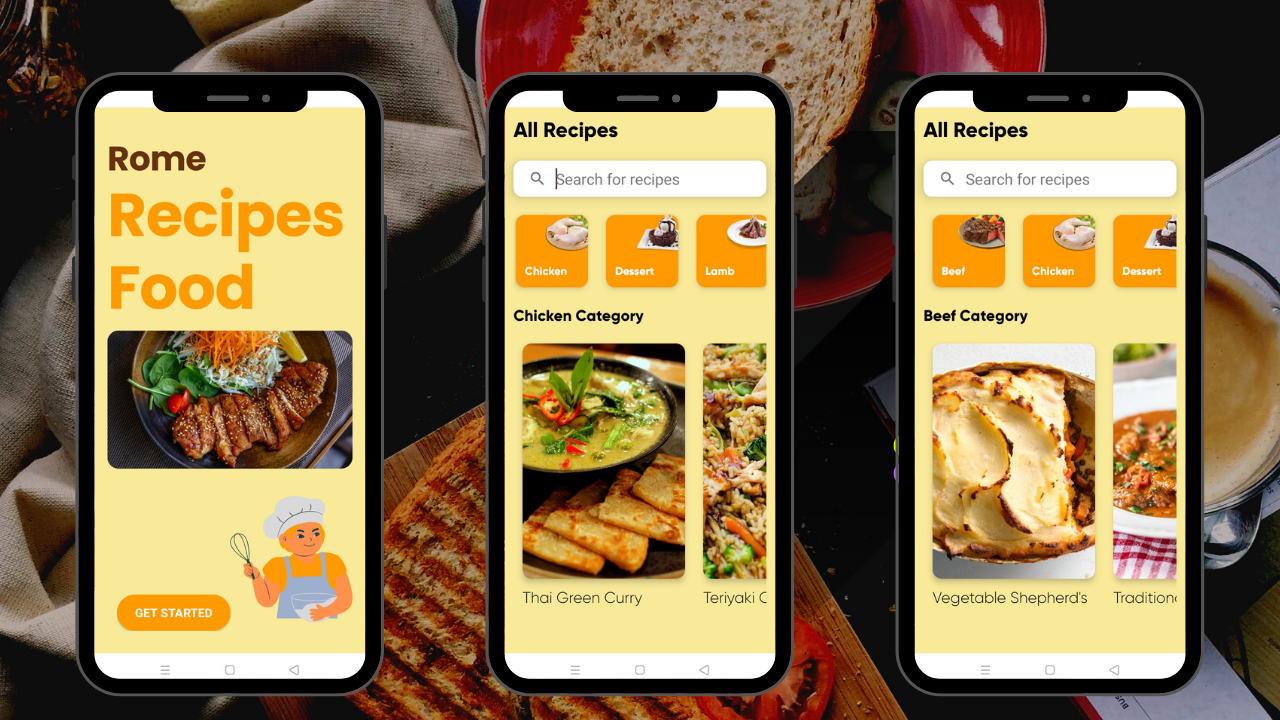 Rome
Recipes
Food
GET STARTED
All Recipes
Search for recipes
Chicken
Dessert
Lamb
Chicken Category
Thai Green Curry
Teriyaki C
All Recipes
Search for recipes
Beef
Chicken
Dessert
Beef Category
Vegetable Shepherd's
Traditiona